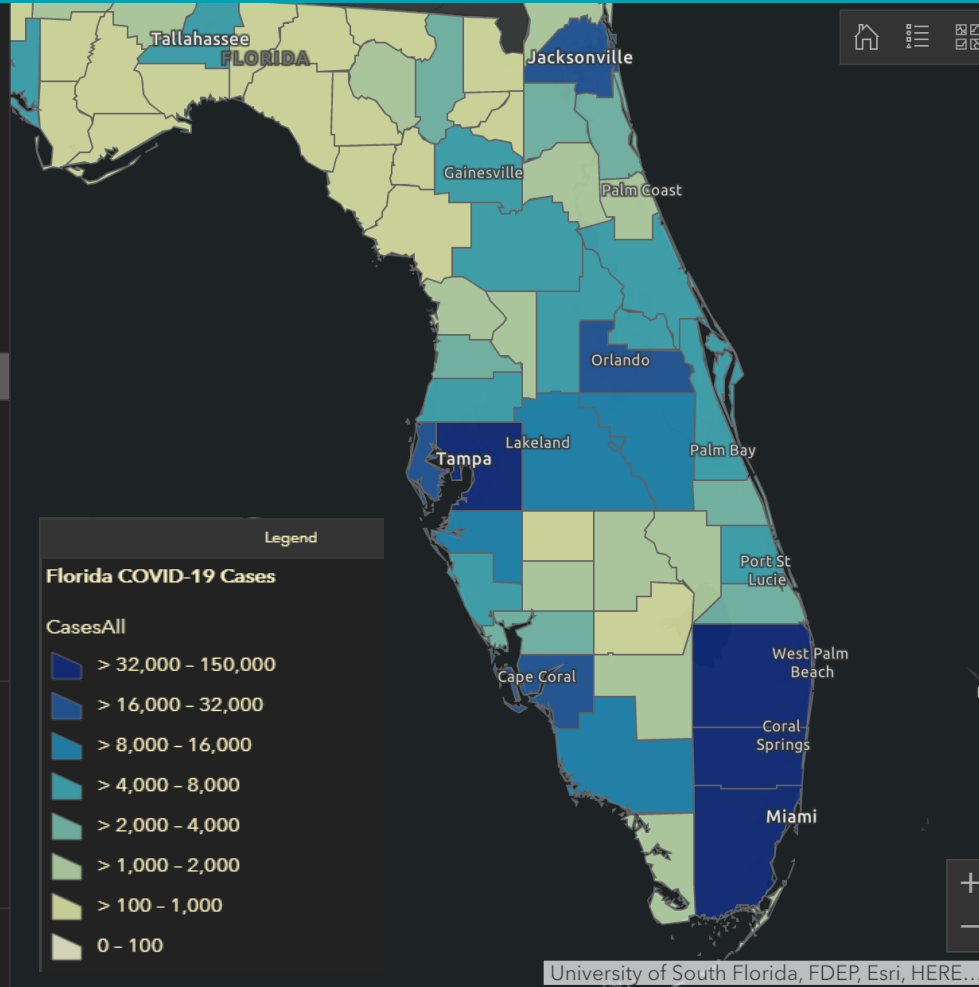 Tallahassee
FLORIDA
Jacksonville
Gainesville
Palm Coast
Orlando
Lakeland
Tampa
Palm Bay
Port St
Lucie
West Palm
Beach
Cape Coral
Coral
Springs
Miami
Legend
Florida COVID-19 Cases
CasesAll
> 32,000 – 150,000
> 16,000 – 32,000
> 8,000 – 16,000
> 4,000 – 8,000
> 2,000 – 4,000
> 1,000 – 2,000
> 100 – 1,000
0 – 100
University of South Florida, FDEP, Esri, HERE...